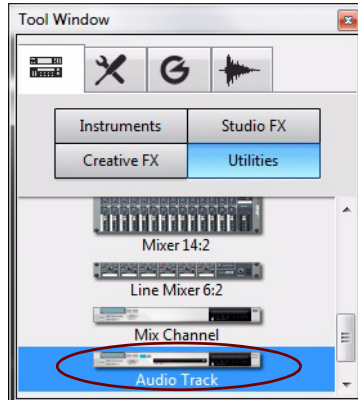 Tool Window
Instruments
Studio FX
Creative FX
Utilities
Mixer 14:2
Line Mixer 6:2
Mix Channel
Audio Track